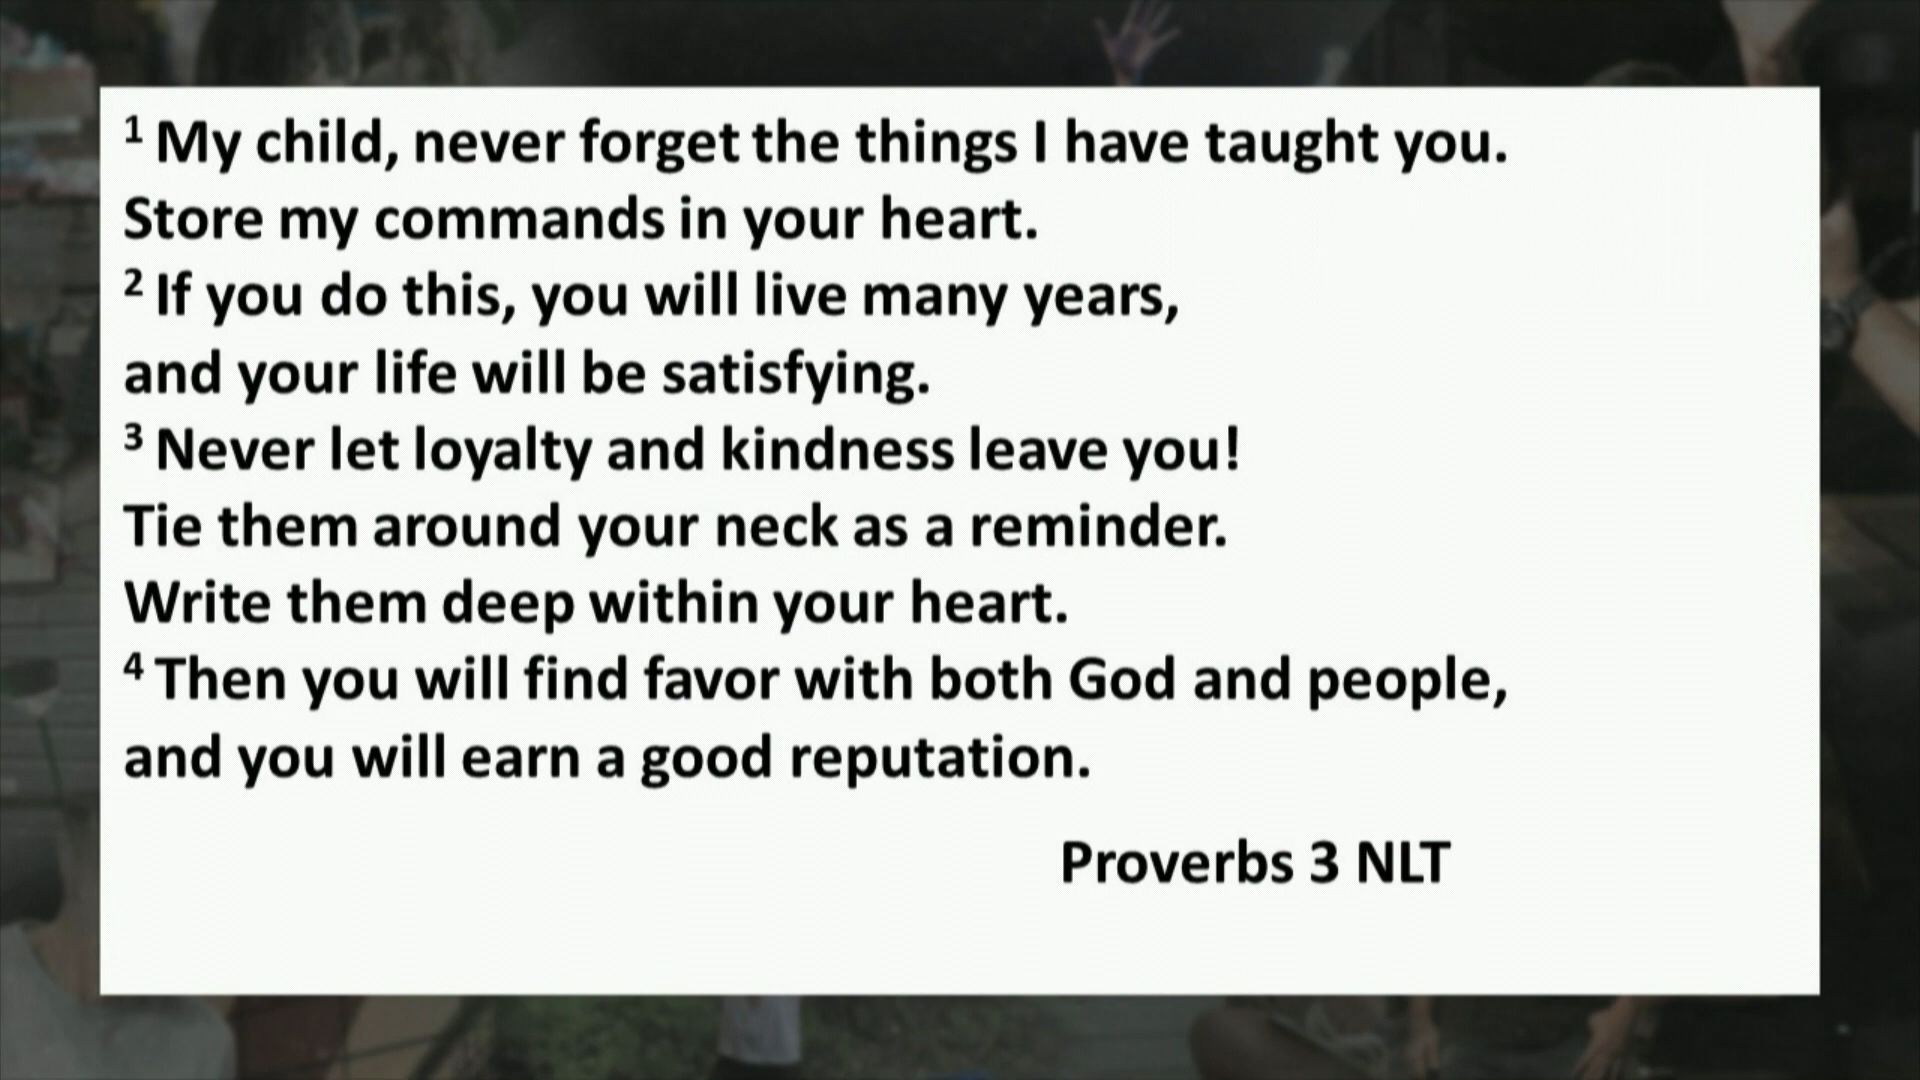 1 My child, never forget the things I have taught you.
Store my commands in your heart.
2 If you do this, you will live many years,
and your life will be satisfying.
3 Never let loyalty and kindness leave you!
Tie them around your neck as a reminder.
Write them deep within your heart.
4 Then you will find favor with both God and people,
and you will earn a good reputation.
Proverbs 3 NLT